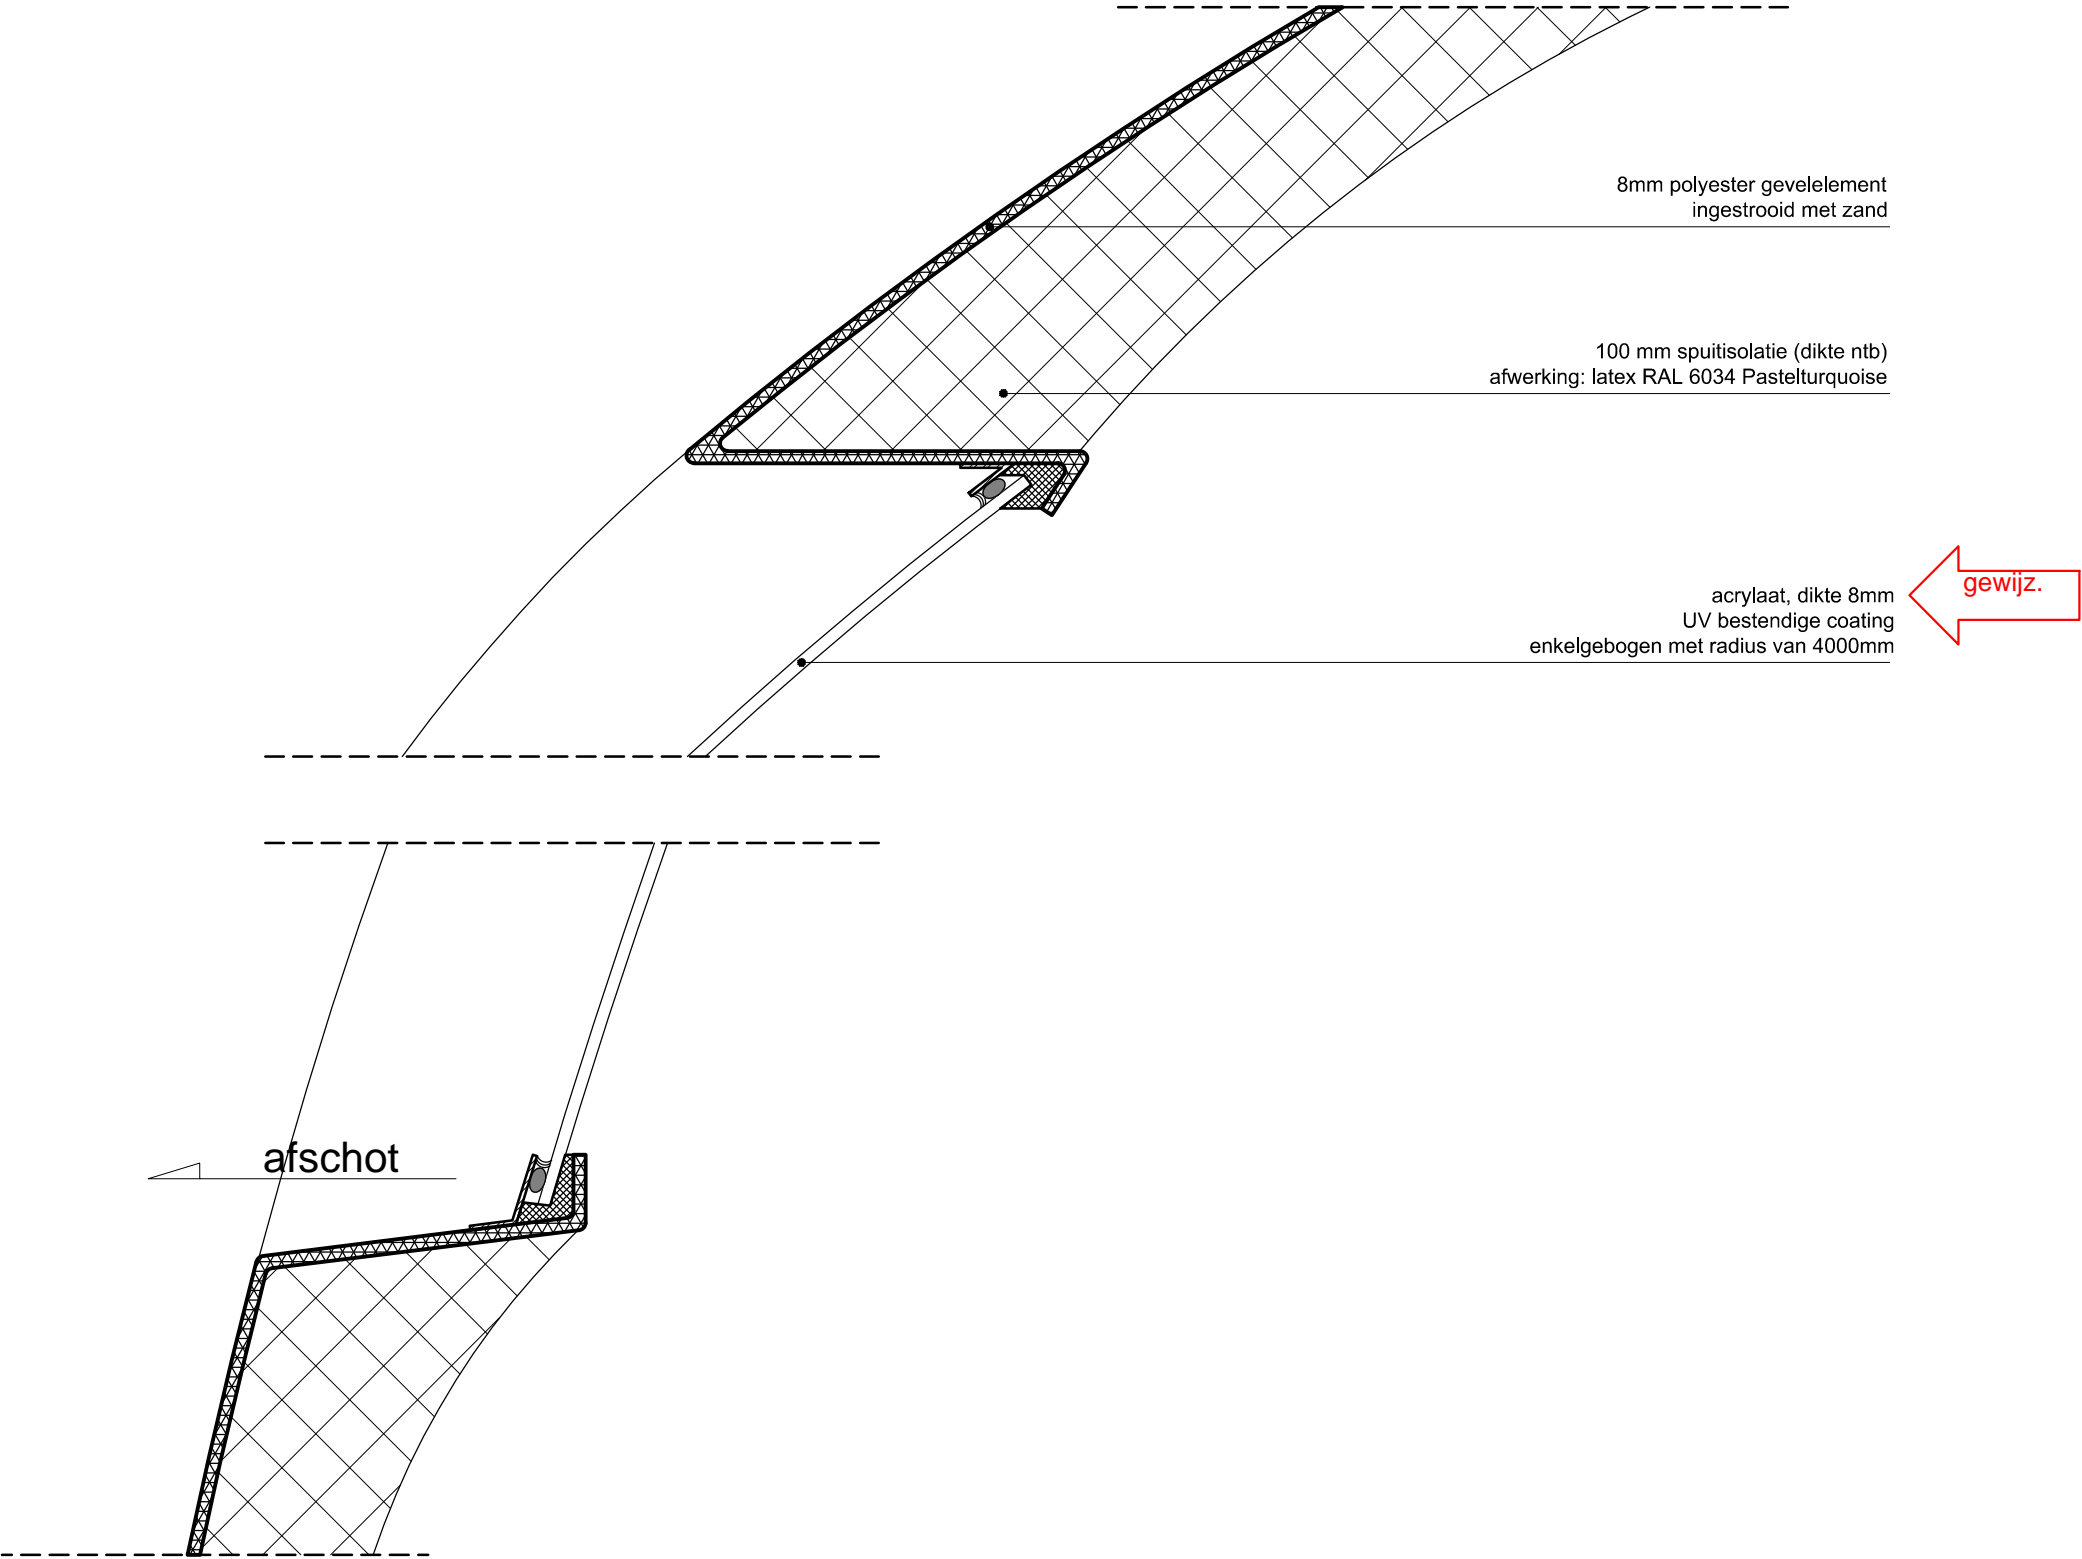 8mm polyester gevelelement
ingestrooid met zand
100 mm spuitisolatie (dikte ntb)
afwerking: latex RAL 6034 Pastelturquoise
acrylaat, dikte 8mm
UV bestendige coating
enkelgebogen met radius van 4000mm
gewijz.
afschot